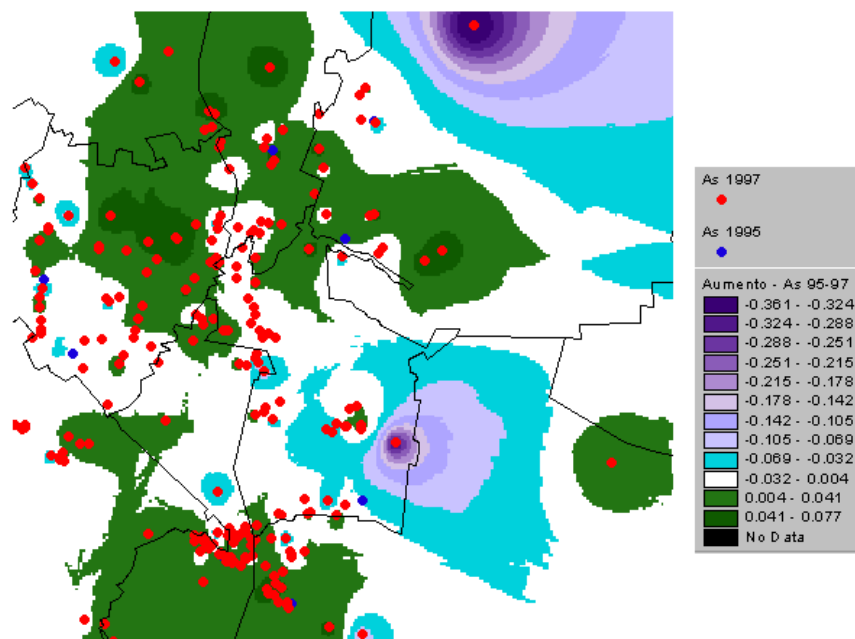 As 1997
As 1995
Aumento - As 95-97
-0.361 - -0.324
-0.324 - -0.288
-0.288 - -0.251
-0.251 - -0.215
-0.215 - -0.178
-0.178 - -0.142
-0.142 - -0.105
-0.105 - -0.069
-0.069 - -0.032
-0.032 - 0.004
0.004 - 0.041
0.041 - 0.077
No Data